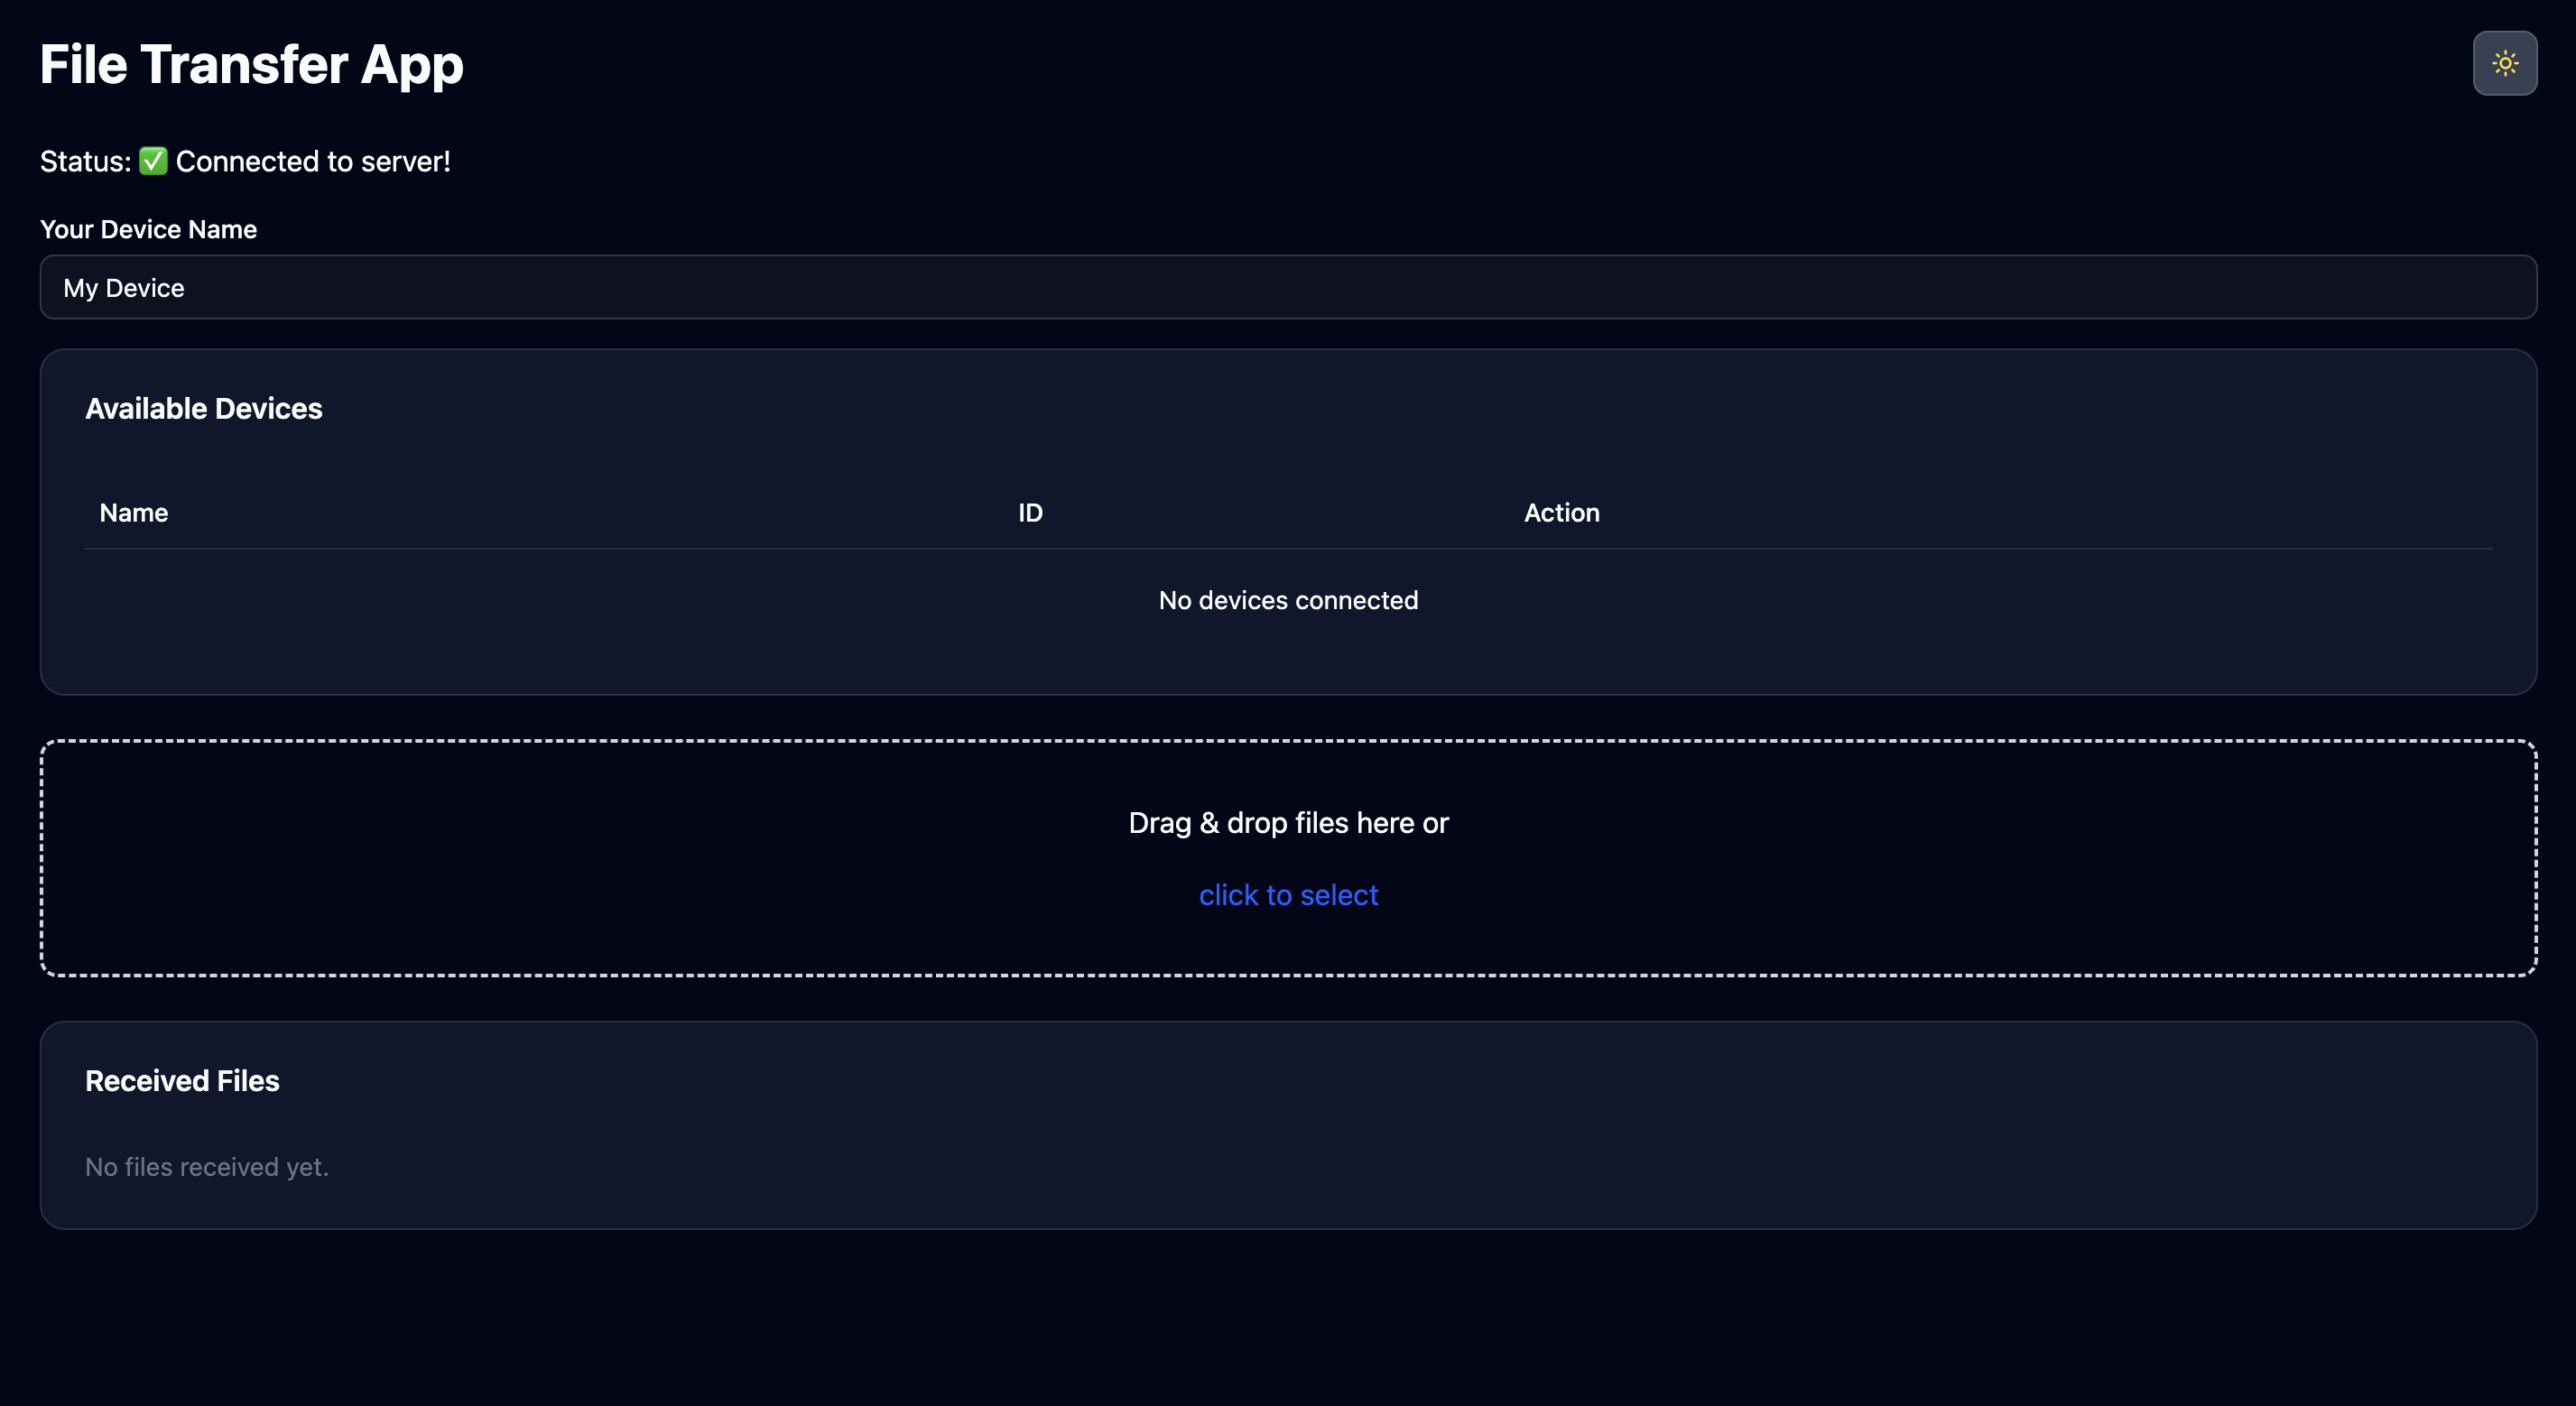 File Transfer App
Status: ✅ Connected to server!
Your Device Name
My Device
Available Devices
Name ID Action
No devices connected
Drag & drop files here or
click to select
Received Files
No files received yet.